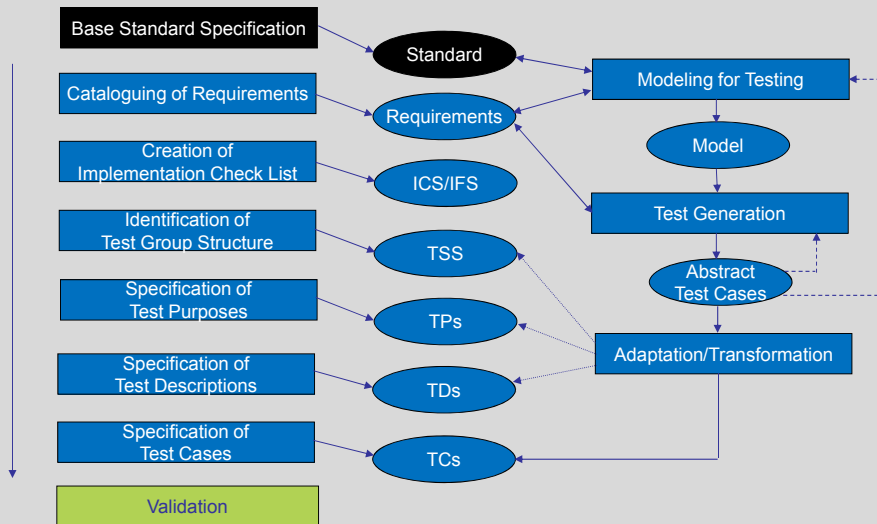 Base Standard Specification
Standard
Modeling for Testing
Cataloguing of Requirements
Requirements
Model
Creation of
Implementation Check List
ICS/IFS
Test Generation
Identification of
Test Group Structure
TSS
Abstract
Test Cases
Specification of
Test Purposes
TPs
Adaptation/Transformation
Specification of
Test Descriptions
TDs
Specification of
Test Cases
TCs
Validation